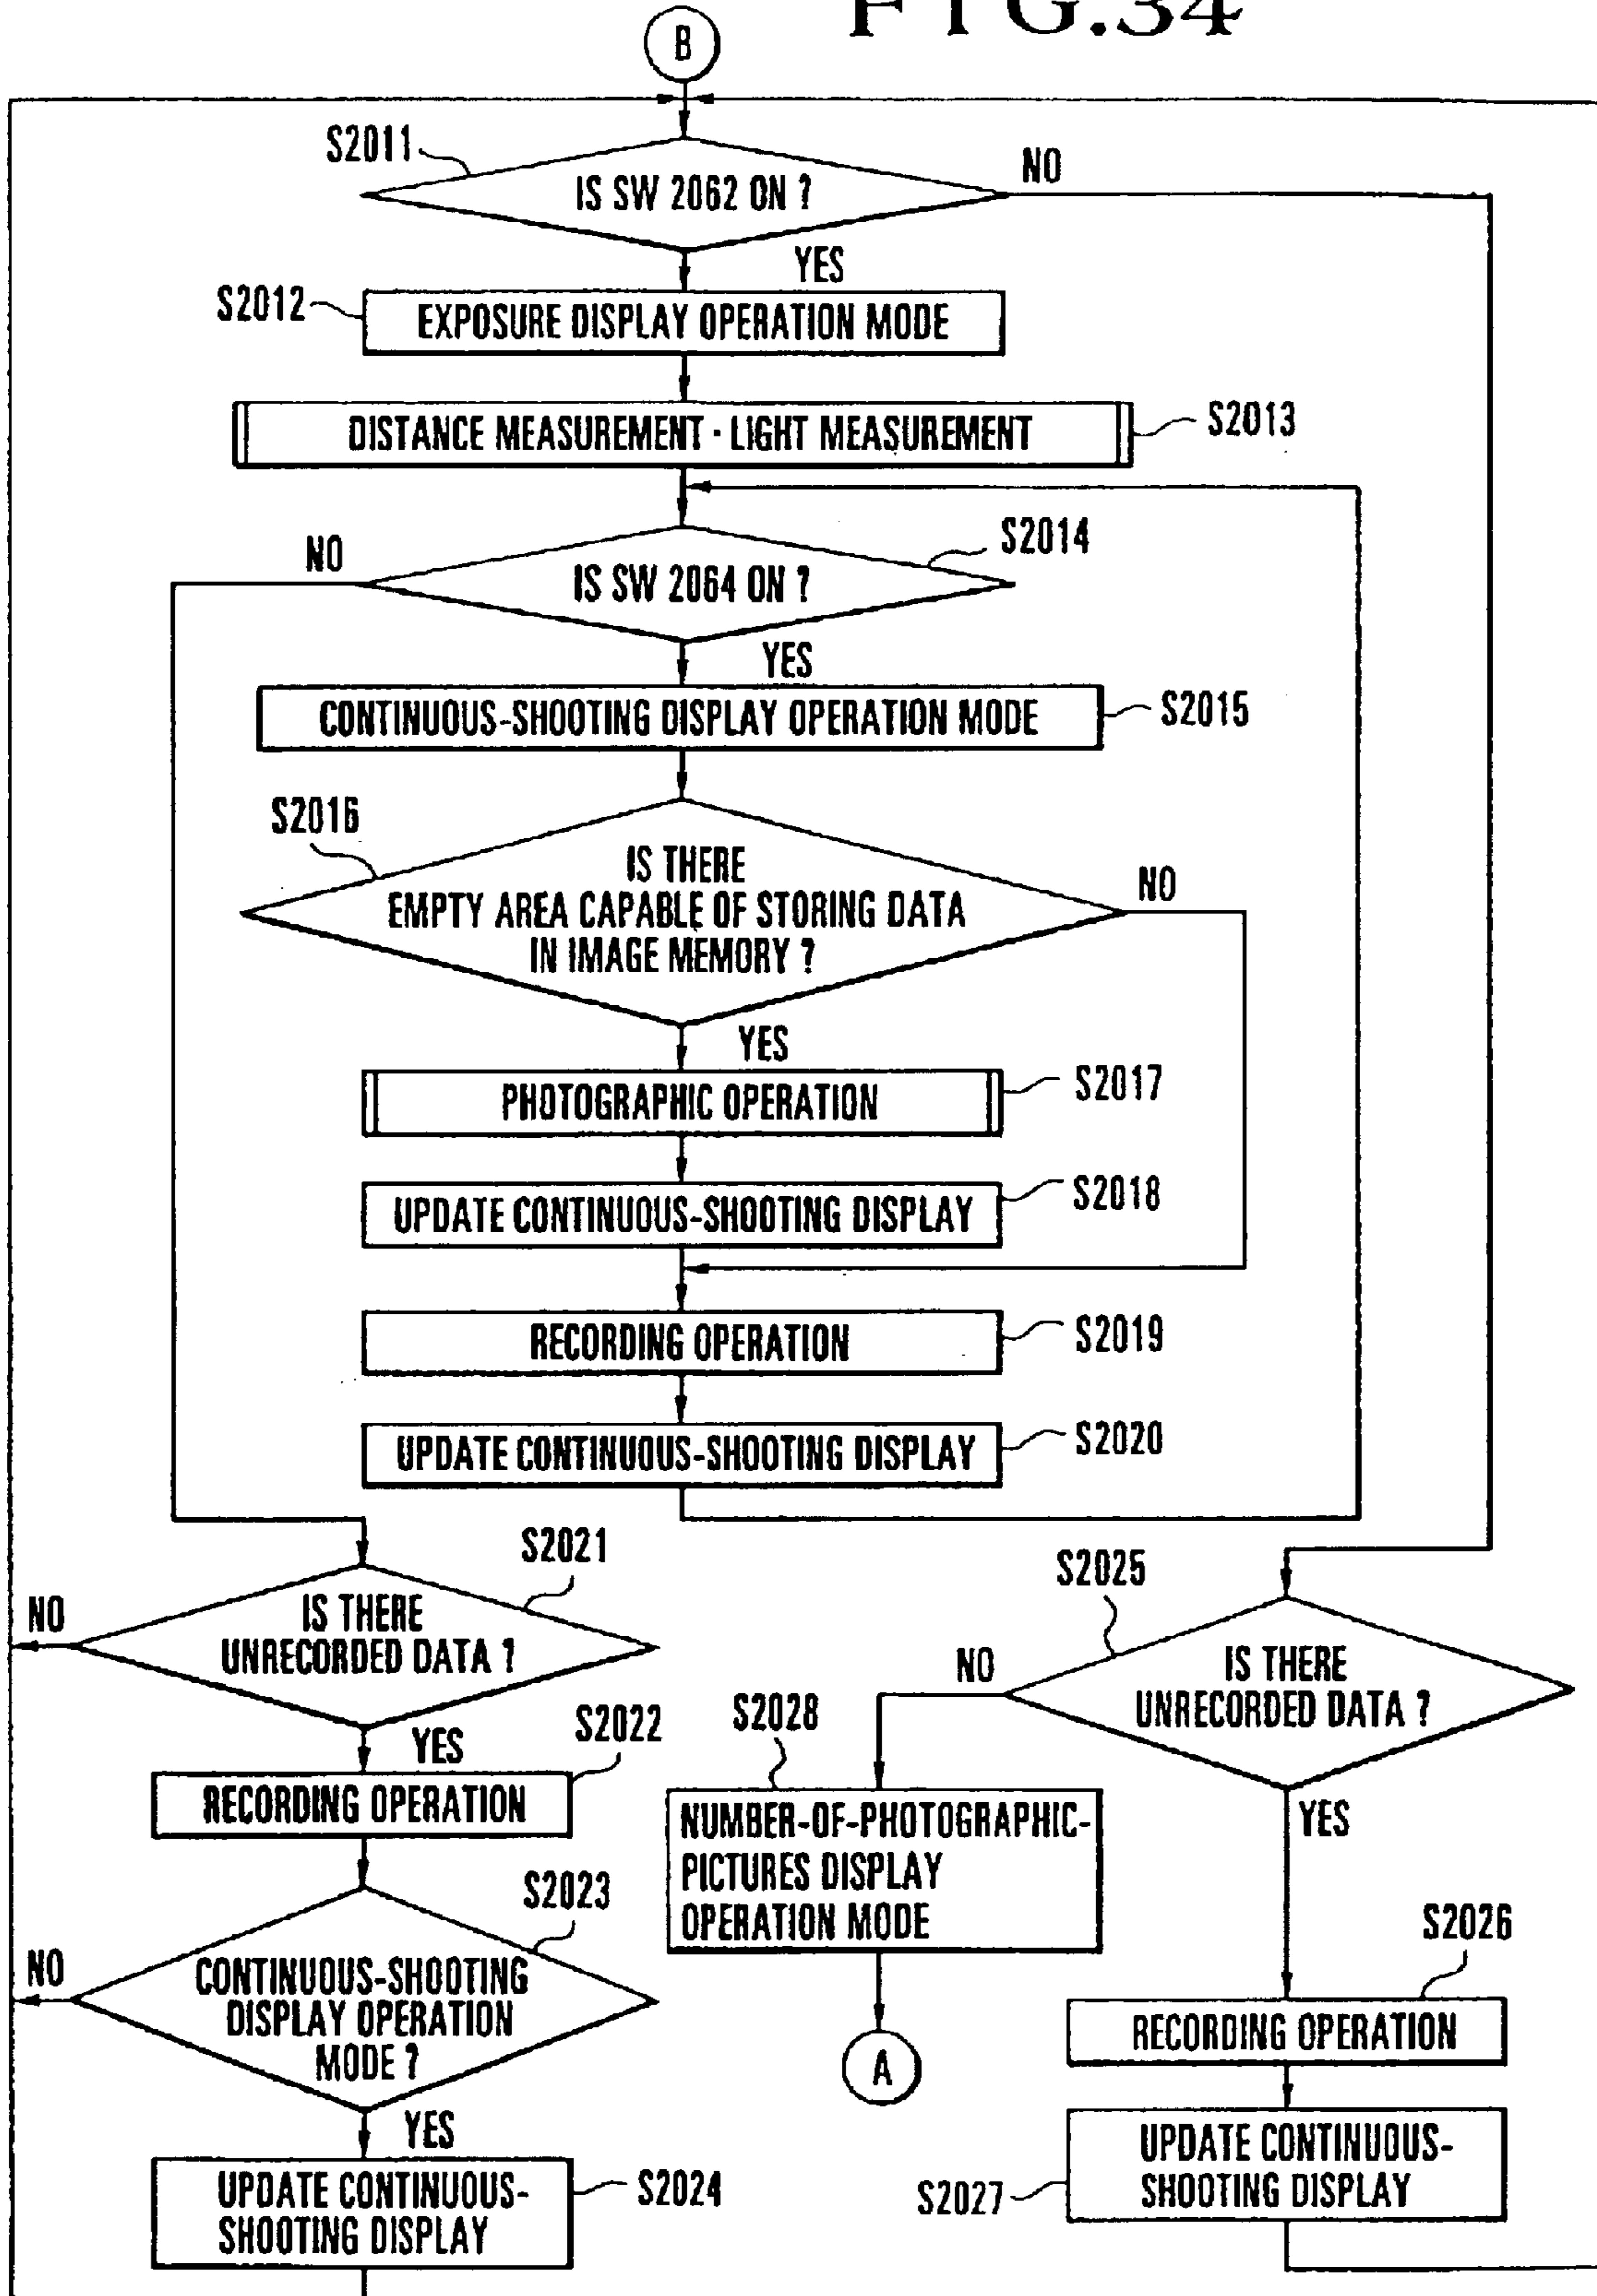 FIG.34
B
S2011
IS SW 2062 ON ?
NO
YES
S2012
EXPOSURE DISPLAY OPERATION MODE
DISTANCE MEASUREMENT · LIGHT MEASUREMENT
S2013
NO
S2014
IS SW 2064 ON ?
YES
CONTINUOUS-SHOOTING DISPLAY OPERATION MODE
S2015
S2016
IS THERE
EMPTY AREA CAPABLE OF STORING DATA
IN IMAGE MEMORY ?
NO
YES
PHOTOGRAPHIC OPERATION
S2017
UPDATE CONTINUOUS-SHOOTING DISPLAY
S2018
RECORDING OPERATION
S2019
UPDATE CONTINUOUS-SHOOTING DISPLAY
S2020
S2021
NO
IS THERE
UNRECORDED DATA ?
YES
S2022
RECORDING OPERATION
S2023
NO
CONTINUOUS-SHOOTING
DISPLAY OPERATION
MODE ?
YES
UPDATE CONTINUOUS-
SHOOTING DISPLAY
S2024
S2025
NO
IS THERE
UNRECORDED DATA ?
YES
S2028
NUMBER-OF-PHOTOGRAPHIC-
PICTURES DISPLAY
OPERATION MODE
A
S2026
RECORDING OPERATION
UPDATE CONTINUOUS-
SHOOTING DISPLAY
S2027